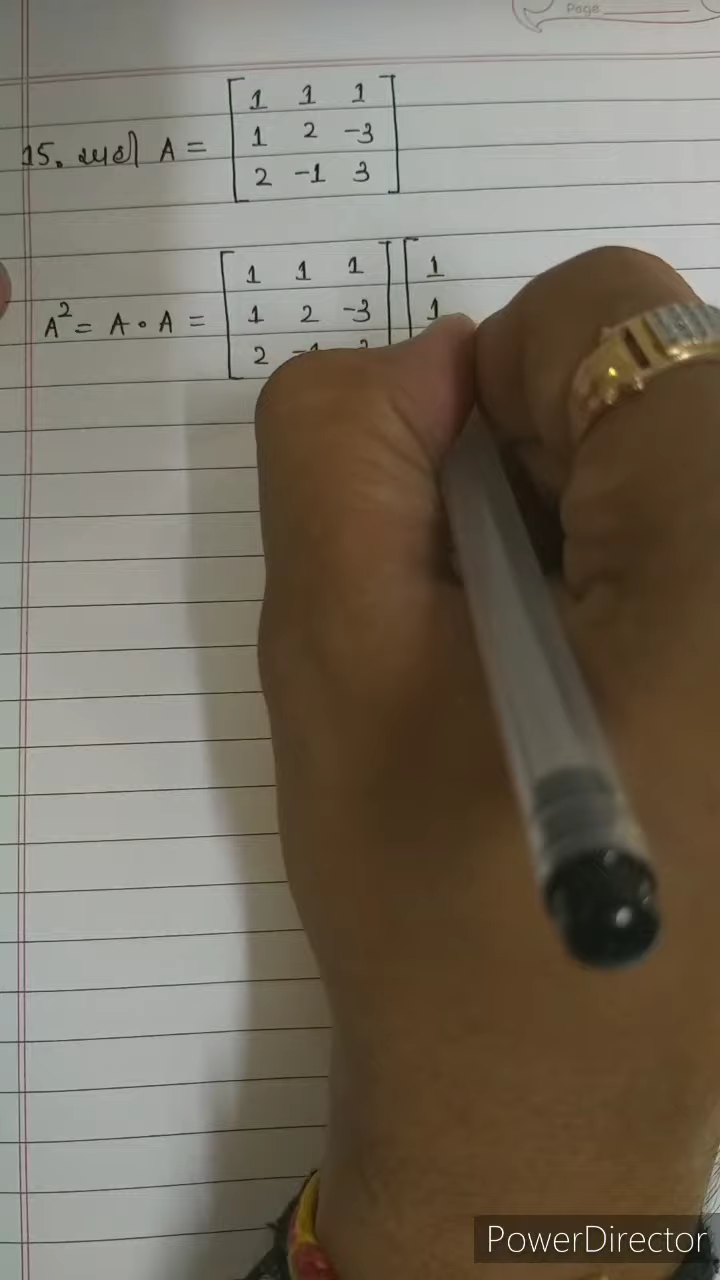 Page
15. અહીં A = [1 1 1
1 2 -3
2 -1 3]
A² = A • A = [1 1 1] [1
1 2 -3 1
2
PowerDirector